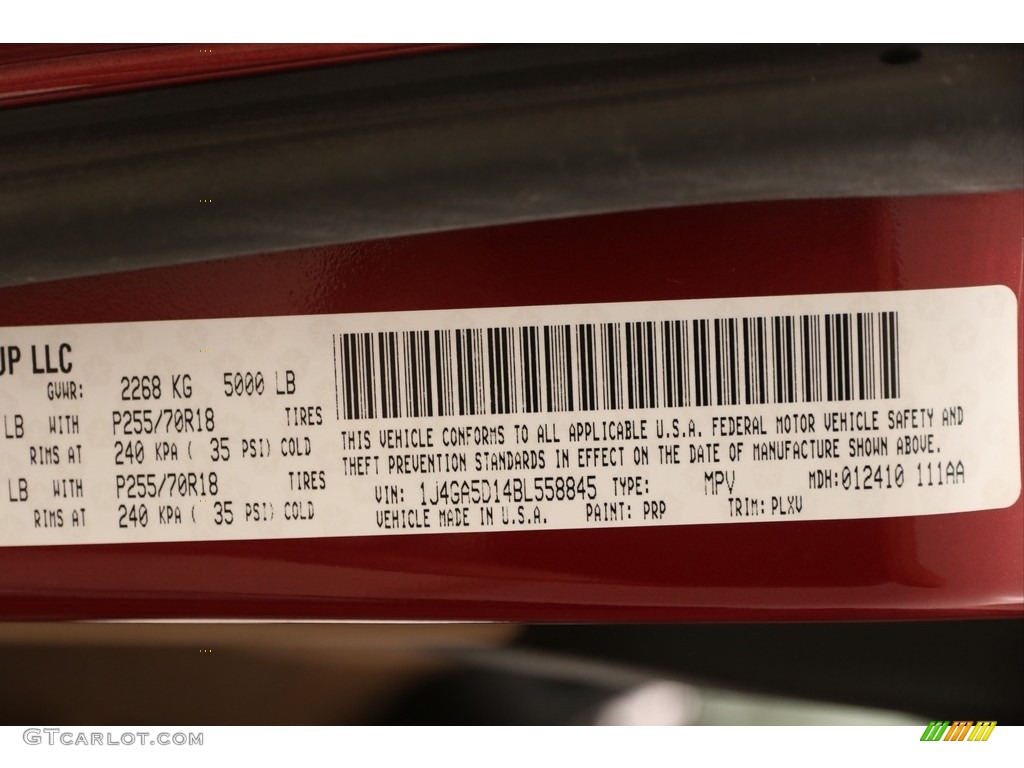 UP LLC
GVWR: 2268 KG 5000 LB
LB WITH P255/70R18 TIRES
RIMS AT 240 KPA ( 35 PSI) COLD
LB WITH P255/70R18 TIRES
RIMS AT 240 KPA ( 35 PSI) COLD
THIS VEHICLE CONFORMS TO ALL APPLICABLE U.S.A. FEDERAL MOTOR VEHICLE SAFETY AND
THEFT PREVENTION STANDARDS IN EFFECT ON THE DATE OF MANUFACTURE SHOWN ABOVE.
VIN: 1J4GA5D14BL558845 TYPE: MPV MDH:012410 111AA
VEHICLE MADE IN U.S.A. PAINT: PRP TRIM: PLXV
GTCARLOT.COM